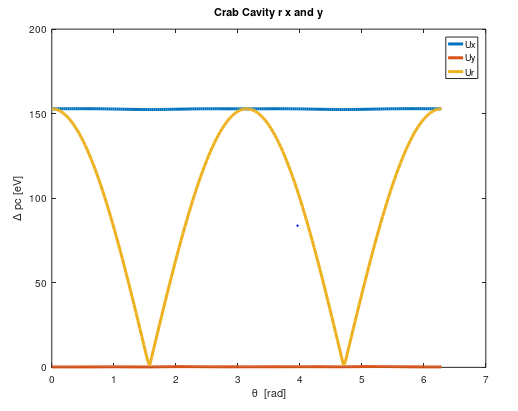 Crab Cavity r x and y
200
150
100
50
0
Δ pc [eV]
Ux
Uy
Ur
0 1 2 3 4 5 6 7
θ [rad]